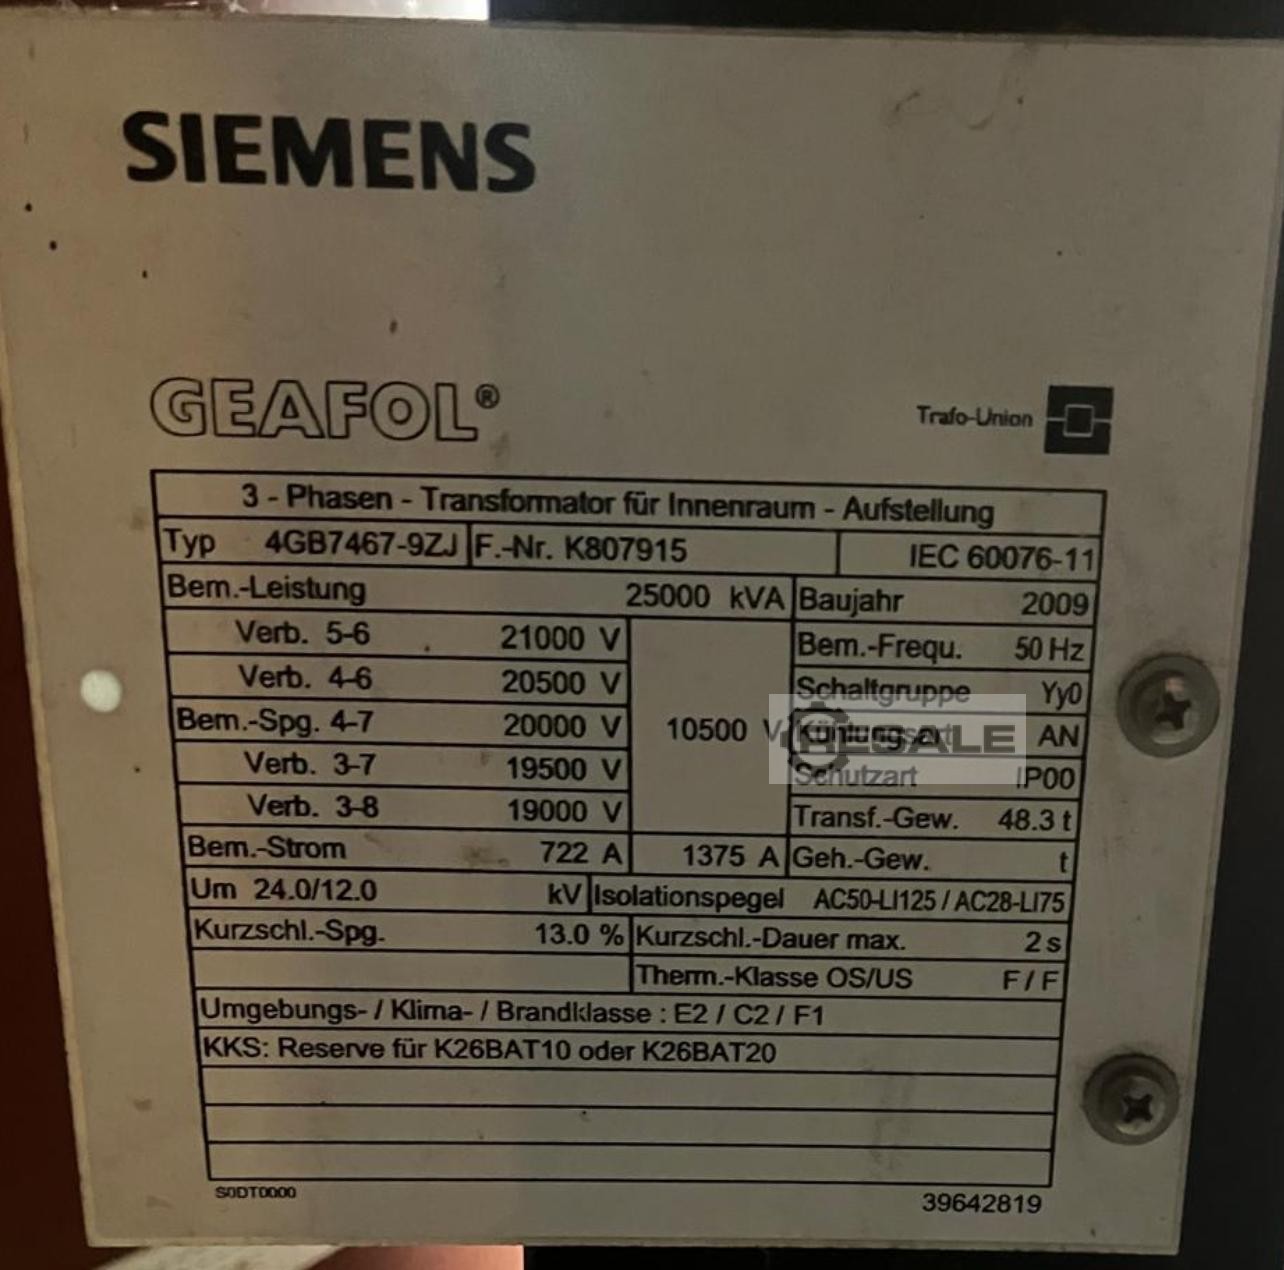 SIEMENS
GEAFOL®
Trafo-Union
3 - Phasen - Transformator für Innenraum - Aufstellung
Typ 4GB7467-9ZJ F.-Nr. K807915 IEC 60076-11
Bem.-Leistung 25000 kVA Baujahr 2009
Verb. 5-6 21000 V Bem.-Frequ. 50 Hz
Verb. 4-6 20500 V Schaltgruppe Yy0
Bem.-Spg. 4-7 20000 V 10500 V Kühlungsart AN
RESALE
Verb. 3-7 19500 V Schutzart IP00
Verb. 3-8 19000 V Transf.-Gew. 48.3 t
Bem.-Strom 722 A 1375 A Geh.-Gew. t
Um 24.0/12.0 kV Isolationspegel AC50-LI125 / AC28-LI75
Kurzschl.-Spg. 13.0 % Kurzschl.-Dauer max. 2 s
Therm.-Klasse OS/US F / F
Umgebungs- / Klima- / Brandklasse : E2 / C2 / F1
KKS: Reserve für K26BAT10 oder K26BAT20
S0DT0000 39642819